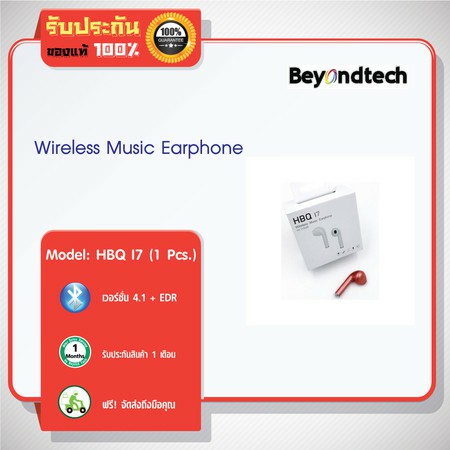 รับประกัน
ของแท้ 100%
100%
GUARANTEE
Beyondtech
Wireless Music Earphone
HBQ I7
Wireless Music Earphone
Model: HBQ I7 (1 Pcs.)
เวอร์ชั่น 4.1 + EDR
1
Months
รับประกันสินค้า 1 เดือน
ฟรี! จัดส่งถึงมือคุณ